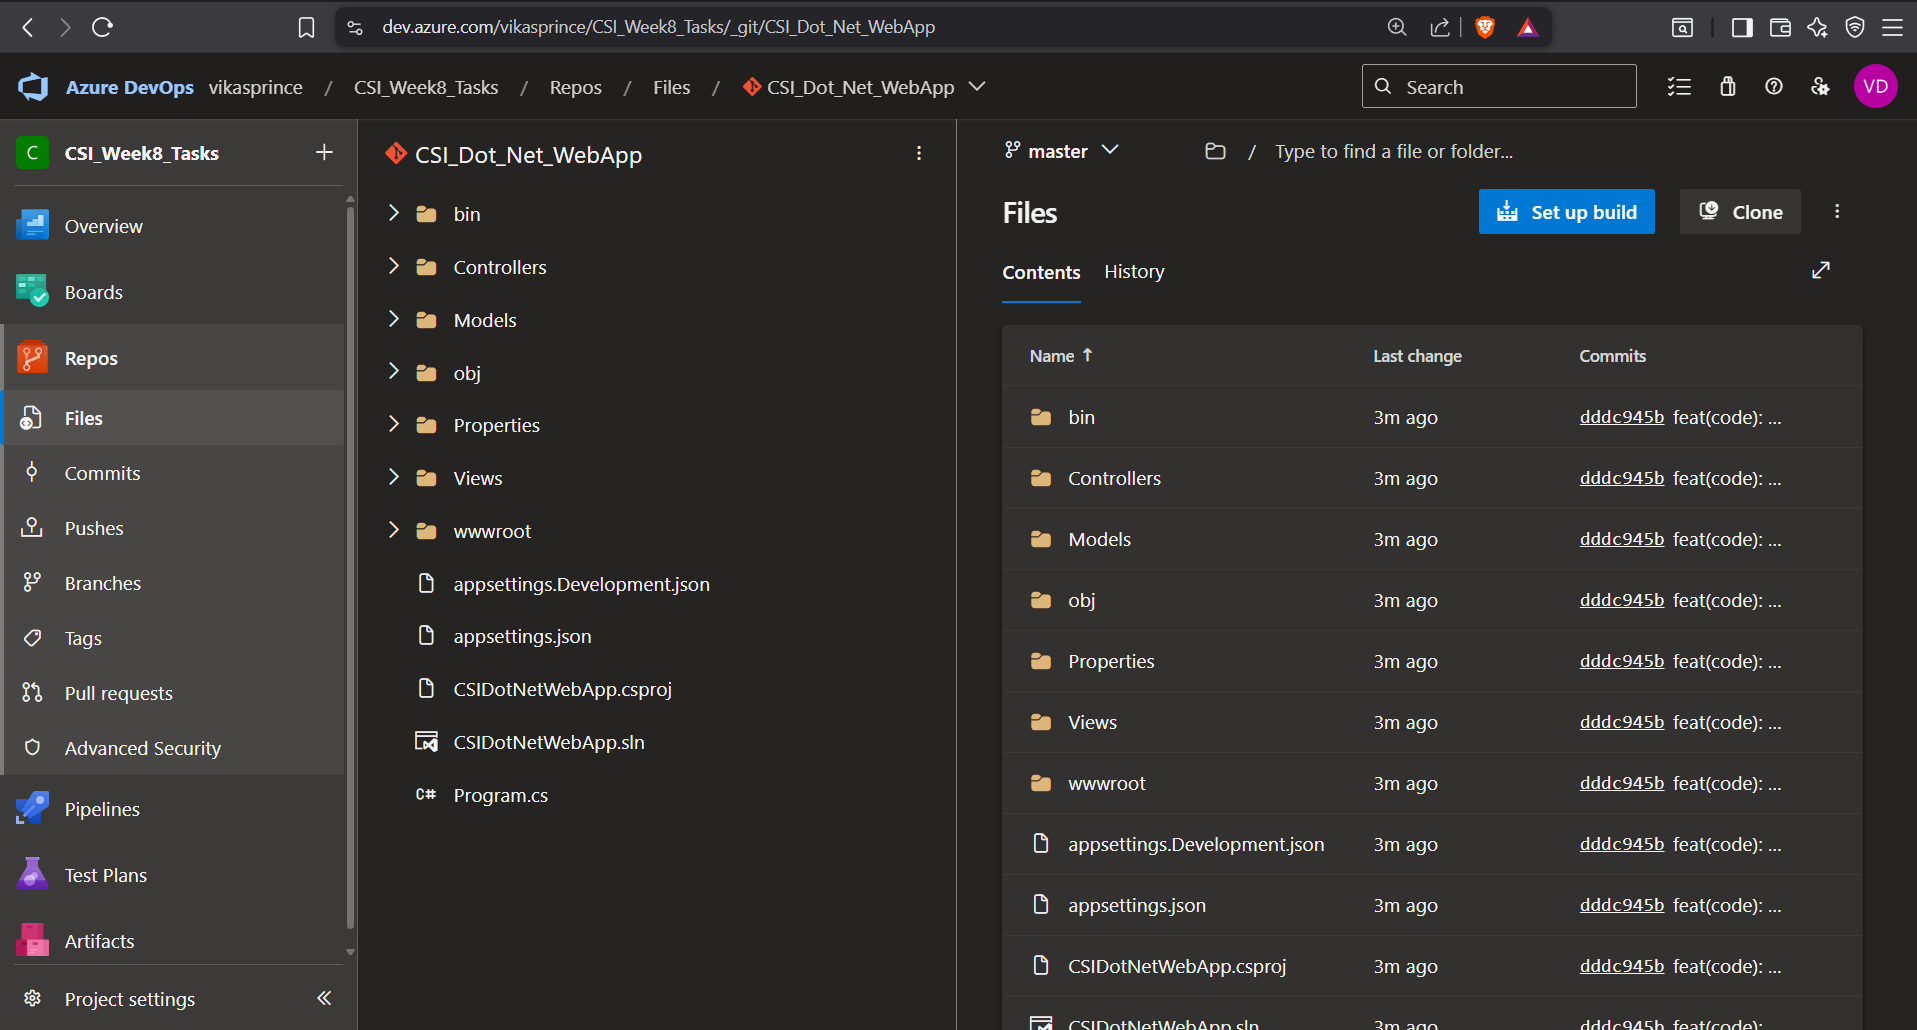 dev.azure.com/vikasprince/CSI_Week8_Tasks/_git/CSI_Dot_Net_WebApp
Azure DevOps vikasprince / CSI_Week8_Tasks / Repos / Files / CSI_Dot_Net_WebApp
Search
VD
C CSI_Week8_Tasks +
Overview
Boards
Repos
Files
Commits
Pushes
Branches
Tags
Pull requests
Advanced Security
Pipelines
Test Plans
Artifacts
Project settings
CSI_Dot_Net_WebApp
bin
Controllers
Models
obj
Properties
Views
wwwroot
appsettings.Development.json
appsettings.json
CSIDotNetWebApp.csproj
CSIDotNetWebApp.sln
C# Program.cs
master / Type to find a file or folder...
Files Set up build Clone
Contents History
Name ↑ Last change Commits
bin 3m ago dddc945b feat(code): ...
Controllers 3m ago dddc945b feat(code): ...
Models 3m ago dddc945b feat(code): ...
obj 3m ago dddc945b feat(code): ...
Properties 3m ago dddc945b feat(code): ...
Views 3m ago dddc945b feat(code): ...
wwwroot 3m ago dddc945b feat(code): ...
appsettings.Development.json 3m ago dddc945b feat(code): ...
appsettings.json 3m ago dddc945b feat(code): ...
CSIDotNetWebApp.csproj 3m ago dddc945b feat(code): ...
CSIDotNetWebApp.sln 3m ago dddc945b feat(code): ...